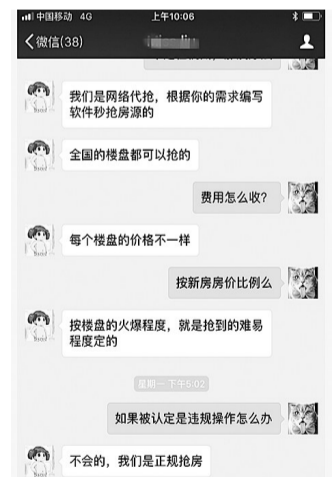 中国移动 4G
上午10:06
微信(38)
我们是网络代抢，根据你的需求编写
软件秒抢房源的
全国的楼盘都可以抢的
费用怎么收？
每个楼盘的价格不一样
按新房房价比例么
按楼盘的火爆程度，就是抢到的难易
程度定的
星期一 下午5:02
如果被认定是违规操作怎么办
不会的，我们是正规抢房